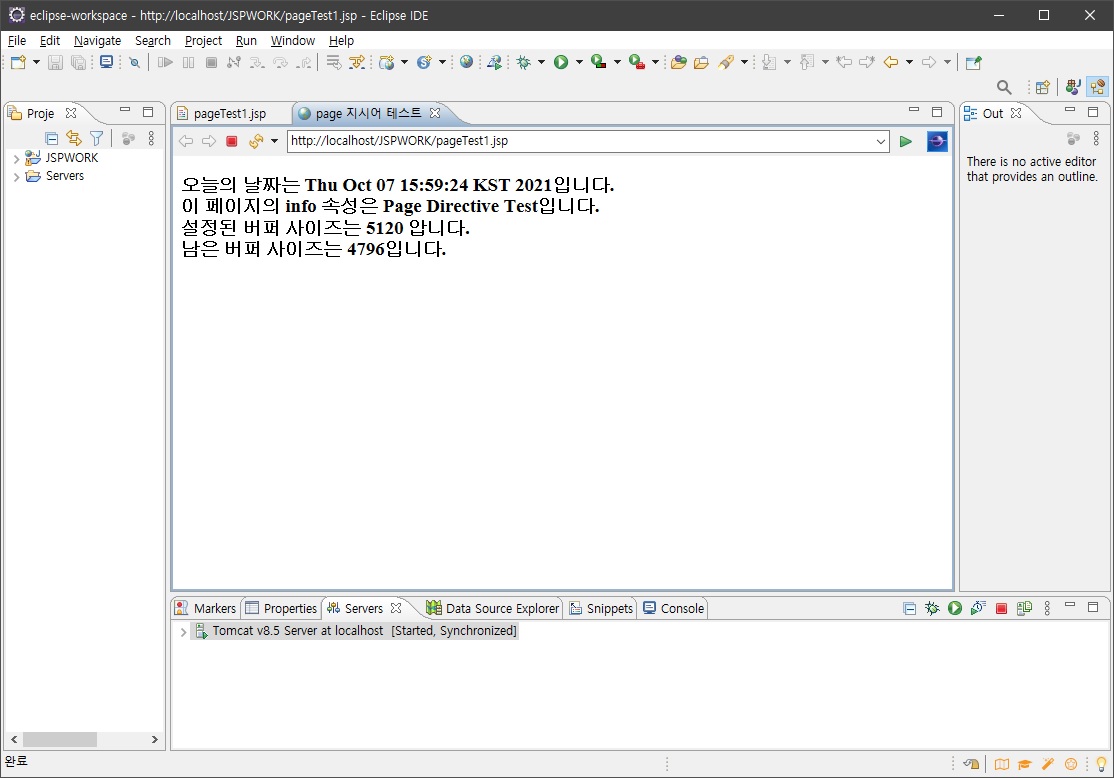 eclipse-workspace - http://localhost/JSPWORK/pageTest1.jsp - Eclipse IDE
File Edit Navigate Search Project Run Window Help
Proje
pageTest1.jsp
page 지시어 테스트
Out
http://localhost/JSPWORK/pageTest1.jsp
JSPWORK
Servers
오늘의 날짜는 Thu Oct 07 15:59:24 KST 2021입니다.
이 페이지의 info 속성은 Page Directive Test입니다.
설정된 버퍼 사이즈는 5120 압니다.
남은 버퍼 사이즈는 4796입니다.
There is no active editor
that provides an outline.
Markers Properties Servers Data Source Explorer Snippets Console
Tomcat v8.5 Server at localhost [Started, Synchronized]
완료